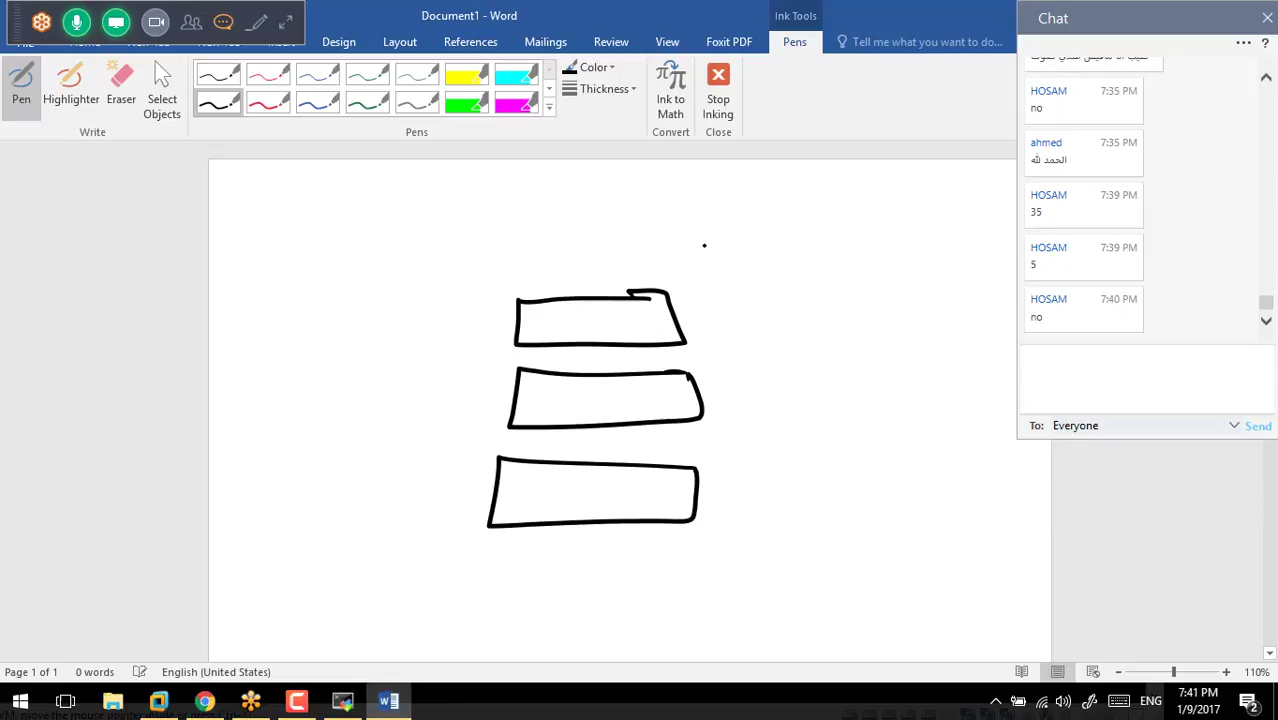 Document1 - Word
Ink Tools
Design
Layout
References
Mailings
Review
View
Foxit PDF
Pens
Tell me what you want to do...
Pen
Highlighter
Eraser
Select
Objects
Color
Thickness
Ink to
Math
Stop
Inking
Write
Pens
Convert
Close
Chat
HOSAM 7:35 PM
no
ahmed 7:35 PM
الحمد لله
HOSAM 7:39 PM
35
HOSAM 7:39 PM
5
HOSAM 7:40 PM
no
To: Everyone
Send
Page 1 of 1
0 words
English (United States)
110%
ENG
7:41 PM
1/9/2017
2